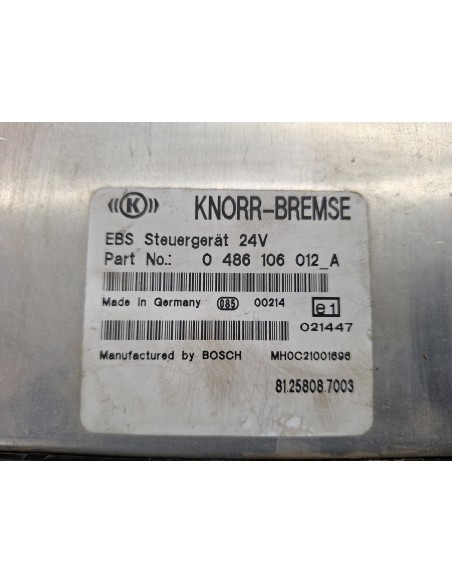 ((K)) KNORR-BREMSE
EBS Steuergerät 24V
Part No.: 0 486 106 012_A
Made in Germany 085 00214 e1
021447
Manufactured by BOSCH MH0C21001696
81.25808.7003